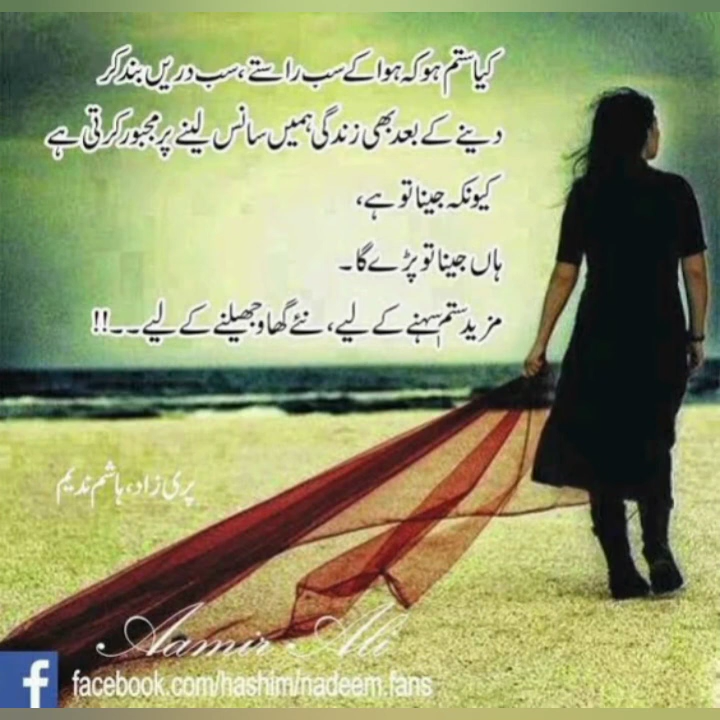 کیا ستم ہو کہ ہوا کے سب راستے، سب دریں بند کر
دینے کے بعد بھی زندگی ہمیں سانس لینے پر مجبور کرتی ہے
کیونکہ جینا تو ہے،
ہاں جینا تو پڑے گا۔
مزید ستم سہنے کے لیے، نئے گھاو جھیلنے کے لیے۔۔!!
پری زاد، ہاشم ندیم
Aamir Ali
f facebook.com/hashim/nadeem.fans